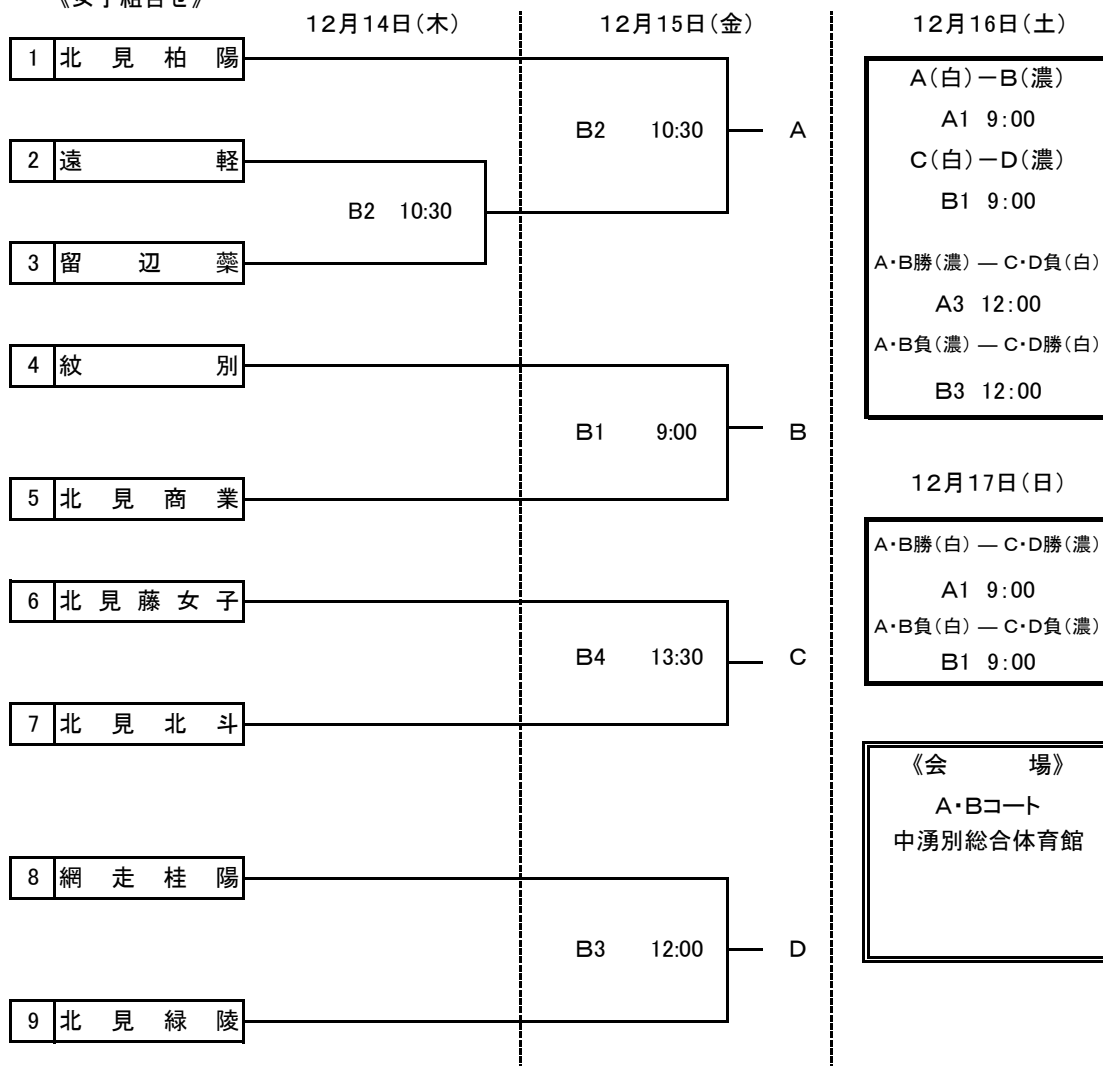 《女子組合せ》
12月14日(木)
12月15日(金)
12月16日(土)
1 北見柏陽
2 遠軽
3 留辺蘂
4 紋別
5 北見商業
6 北見藤女子
7 北見北斗
8 網走桂陽
9 北見緑陵
B2 10:30
B2 10:30 A
B1 9:00 B
B4 13:30 C
B3 12:00 D
A(白)-B(濃)
A1 9:00
C(白)-D(濃)
B1 9:00
A・B勝(濃) ― C・D負(白)
A3 12:00
A・B負(濃) ― C・D勝(白)
B3 12:00
12月17日(日)
A・B勝(白) ― C・D勝(濃)
A1 9:00
A・B負(白) ― C・D負(濃)
B1 9:00
《会 場》
A・Bコート
中湧別総合体育館